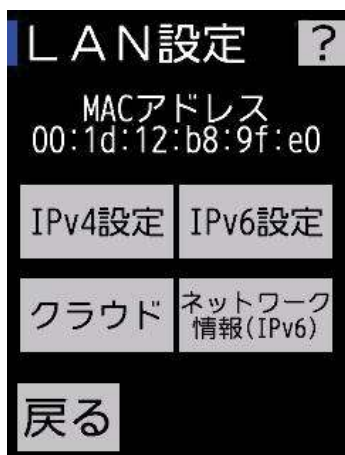 LAN設定 ?
MACアドレス
00:1d:12:b8:9f:e0
IPv4設定 IPv6設定
クラウド ネットワーク
情報(IPv6)
戻る